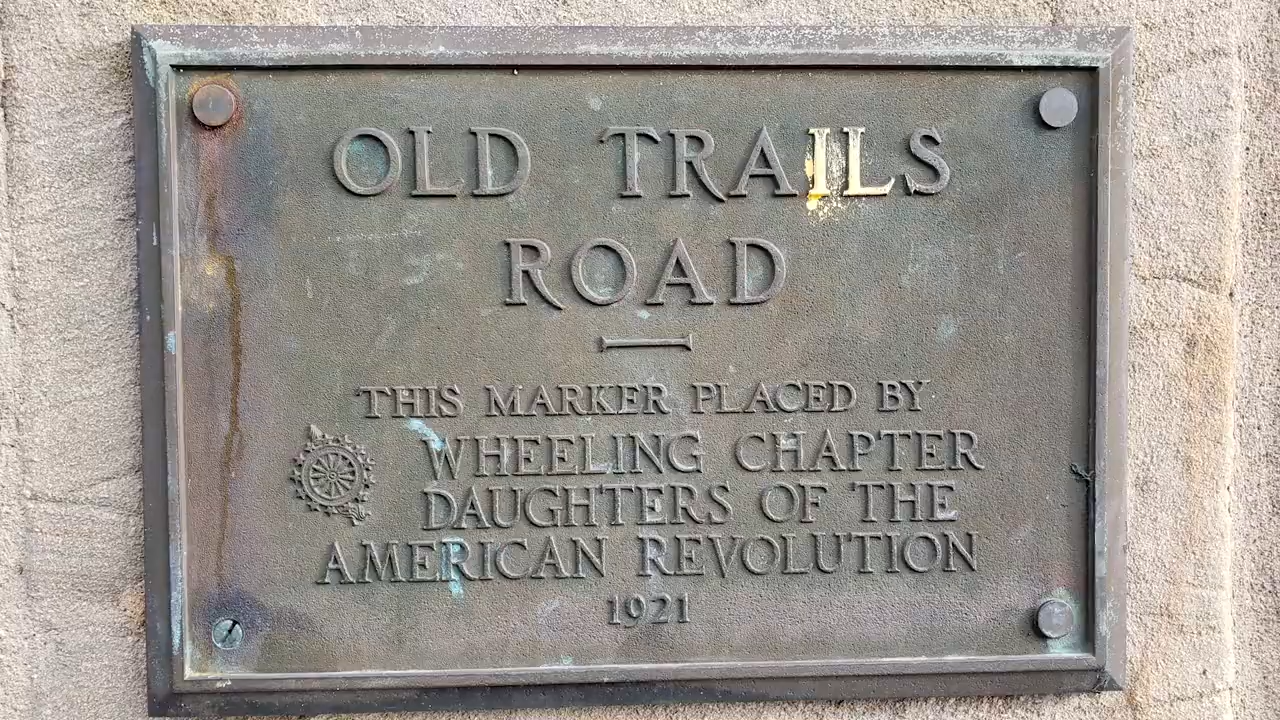 OLD TRAILS
ROAD
THIS MARKER PLACED BY
WHEELING CHAPTER
DAUGHTERS OF THE
AMERICAN REVOLUTION
1921